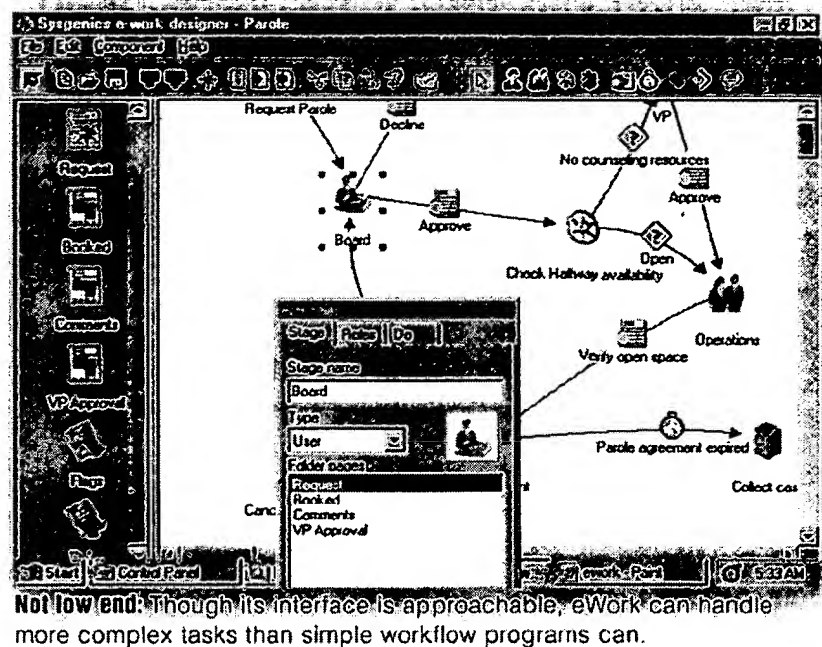 Sysgenics e-work designer - Parole
File Edit Component Help
Request Parole
Decline
VP
No counseling resources
Approve
Board
Approve
Open
Check Halfway availability
Operations
Verify open space
Parole agreement expired
Collect cas
Canc
nt
Request
Booked
Comments
VP Approval
Flags
Stage Roles Do
Stage name
Board
Type
User
Folder pages
Request
Booked
Comments
VP Approval
Start Control Panel ework - Paint 5:33 AM
Not low end: Though its interface is approachable, eWork can handle
more complex tasks than simple workflow programs can.